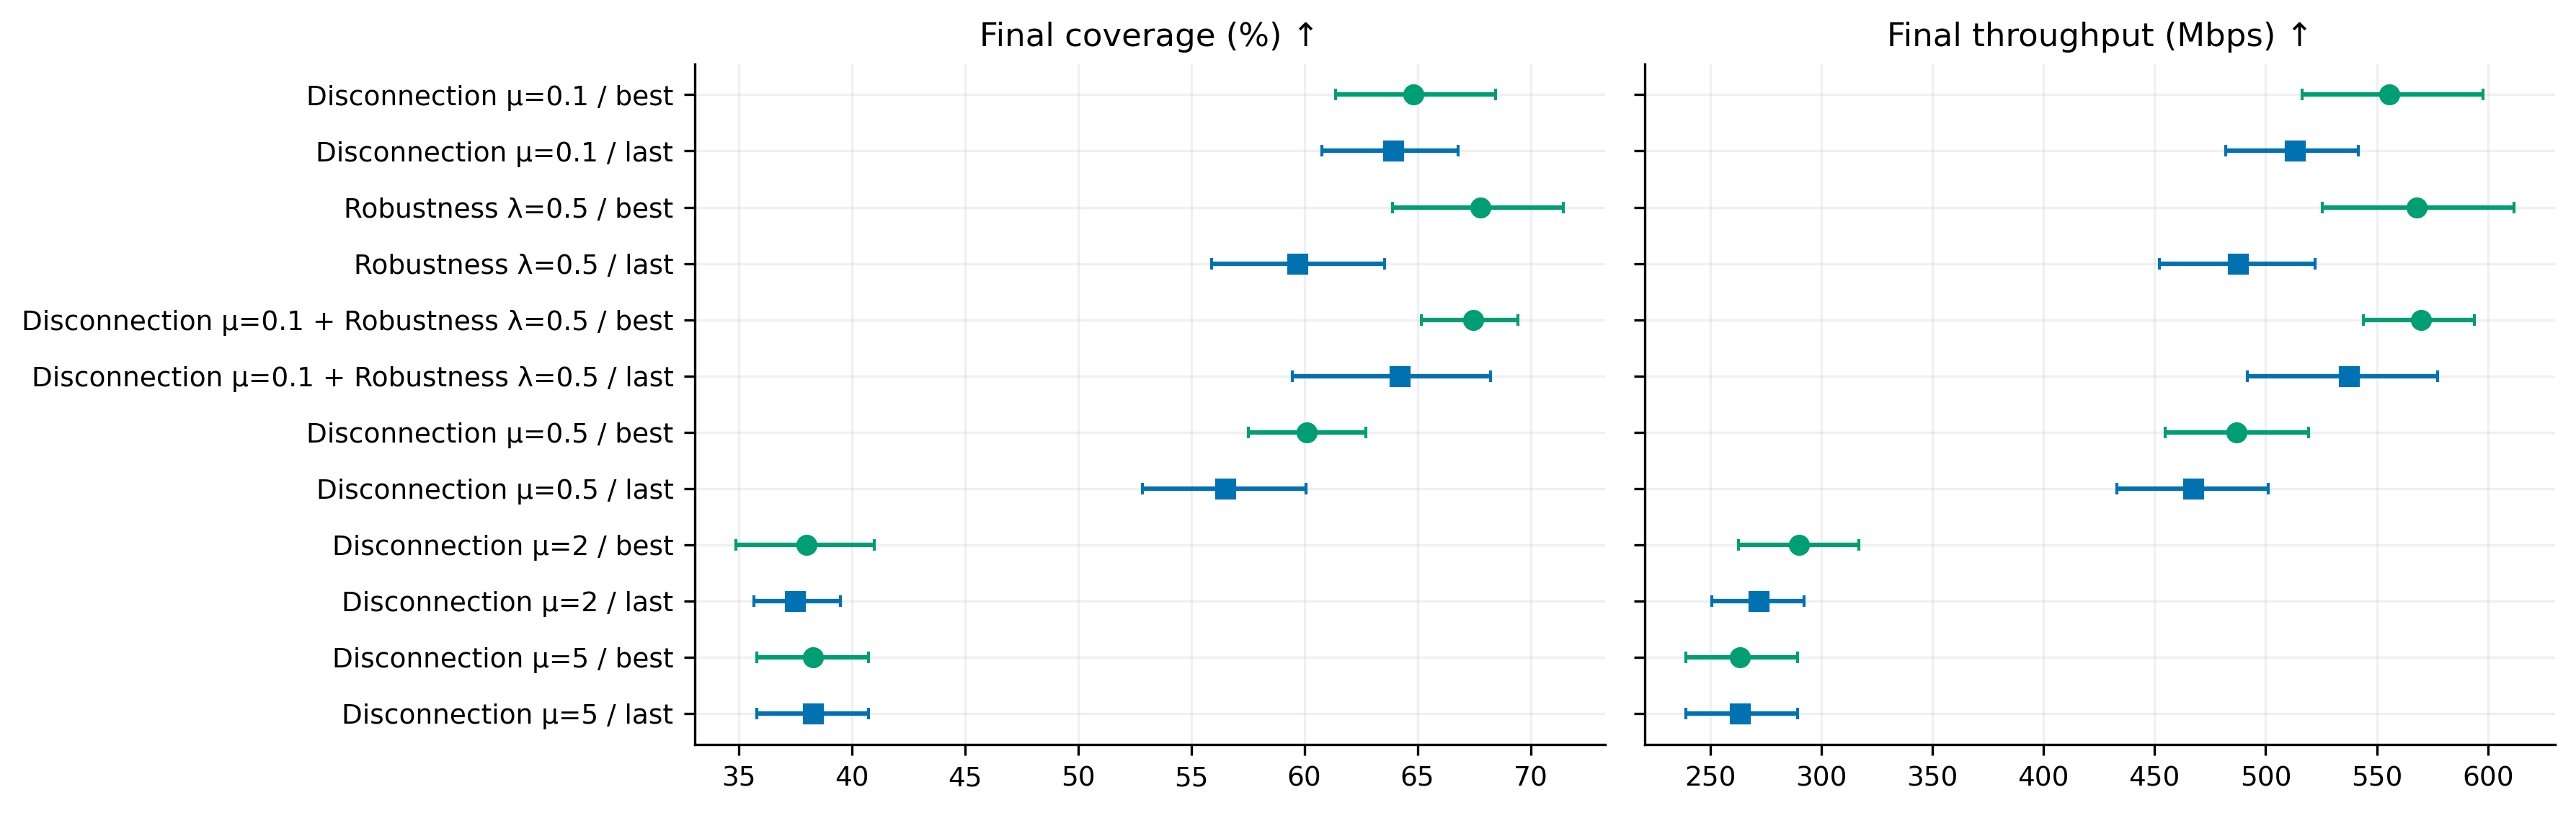 Final coverage (%) ↑
Final throughput (Mbps) ↑
Disconnection μ=0.1 / best
Disconnection μ=0.1 / last
Robustness λ=0.5 / best
Robustness λ=0.5 / last
Disconnection μ=0.1 + Robustness λ=0.5 / best
Disconnection μ=0.1 + Robustness λ=0.5 / last
Disconnection μ=0.5 / best
Disconnection μ=0.5 / last
Disconnection μ=2 / best
Disconnection μ=2 / last
Disconnection μ=5 / best
Disconnection μ=5 / last
35 40 45 50 55 60 65 70
250 300 350 400 450 500 550 600